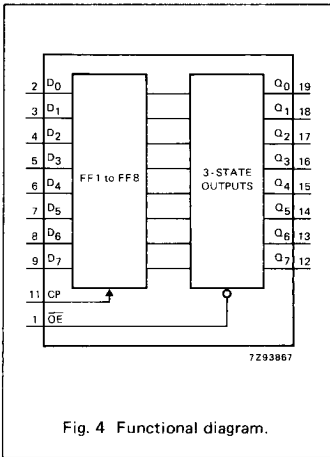 2 D0 Q0 19
3 D1 Q1 18
4 D2 Q2 17
5 D3 FF1 to FF8 3-STATE OUTPUTS Q3 16
6 D4 Q4 15
7 D5 Q5 14
8 D6 Q6 13
9 D7 Q7 12
11 CP
1 O̅E̅
7Z93867
Fig. 4 Functional diagram.